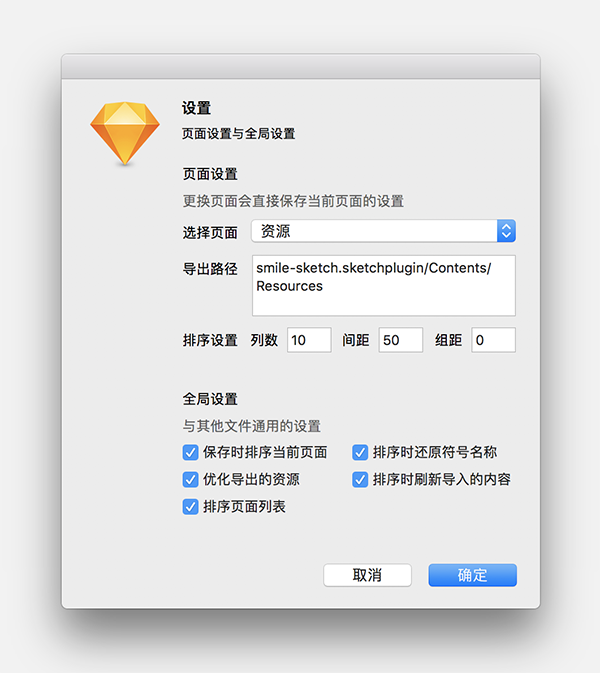 设置
页面设置与全局设置
页面设置
更换页面会直接保存当前页面的设置
选择页面 资源
导出路径 smile-sketch.sketchplugin/Contents/
Resources
排序设置 列数 10 间距 50 组距 0
全局设置
与其他文件通用的设置
保存时排序当前页面 排序时还原符号名称
优化导出的资源 排序时刷新导入的内容
排序页面列表
取消 确定